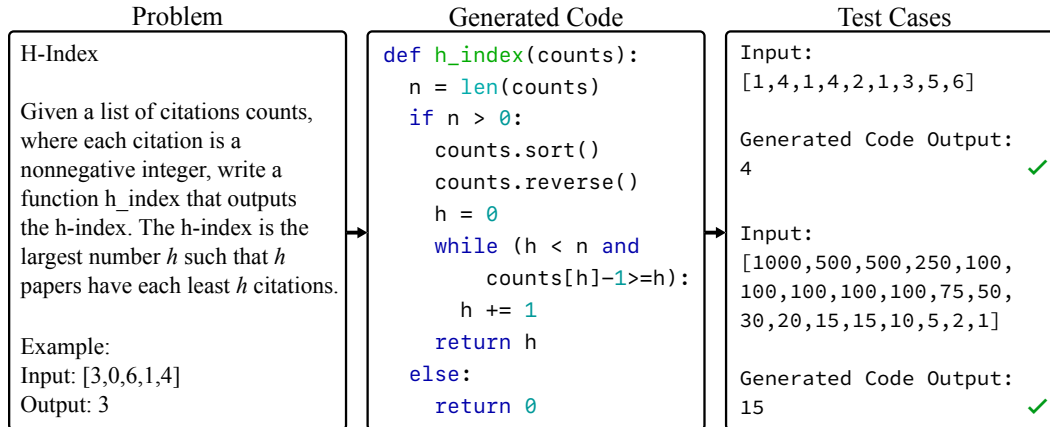 Problem
H-Index
Given a list of citations counts,
where each citation is a
nonnegative integer, write a
function h_index that outputs
the h-index. The h-index is the
largest number h such that h
papers have each least h citations.
Example:
Input: [3,0,6,1,4]
Output: 3
Generated Code
def h_index(counts):
  n = len(counts)
  if n > 0:
    counts.sort()
    counts.reverse()
    h = 0
    while (h < n and
        counts[h]-1>=h):
      h += 1
    return h
  else:
    return 0
Test Cases
Input:
[1,4,1,4,2,1,3,5,6]
Generated Code Output:
4 ✓
Input:
[1000,500,500,250,100,
100,100,100,100,75,50,
30,20,15,15,10,5,2,1]
Generated Code Output:
15 ✓